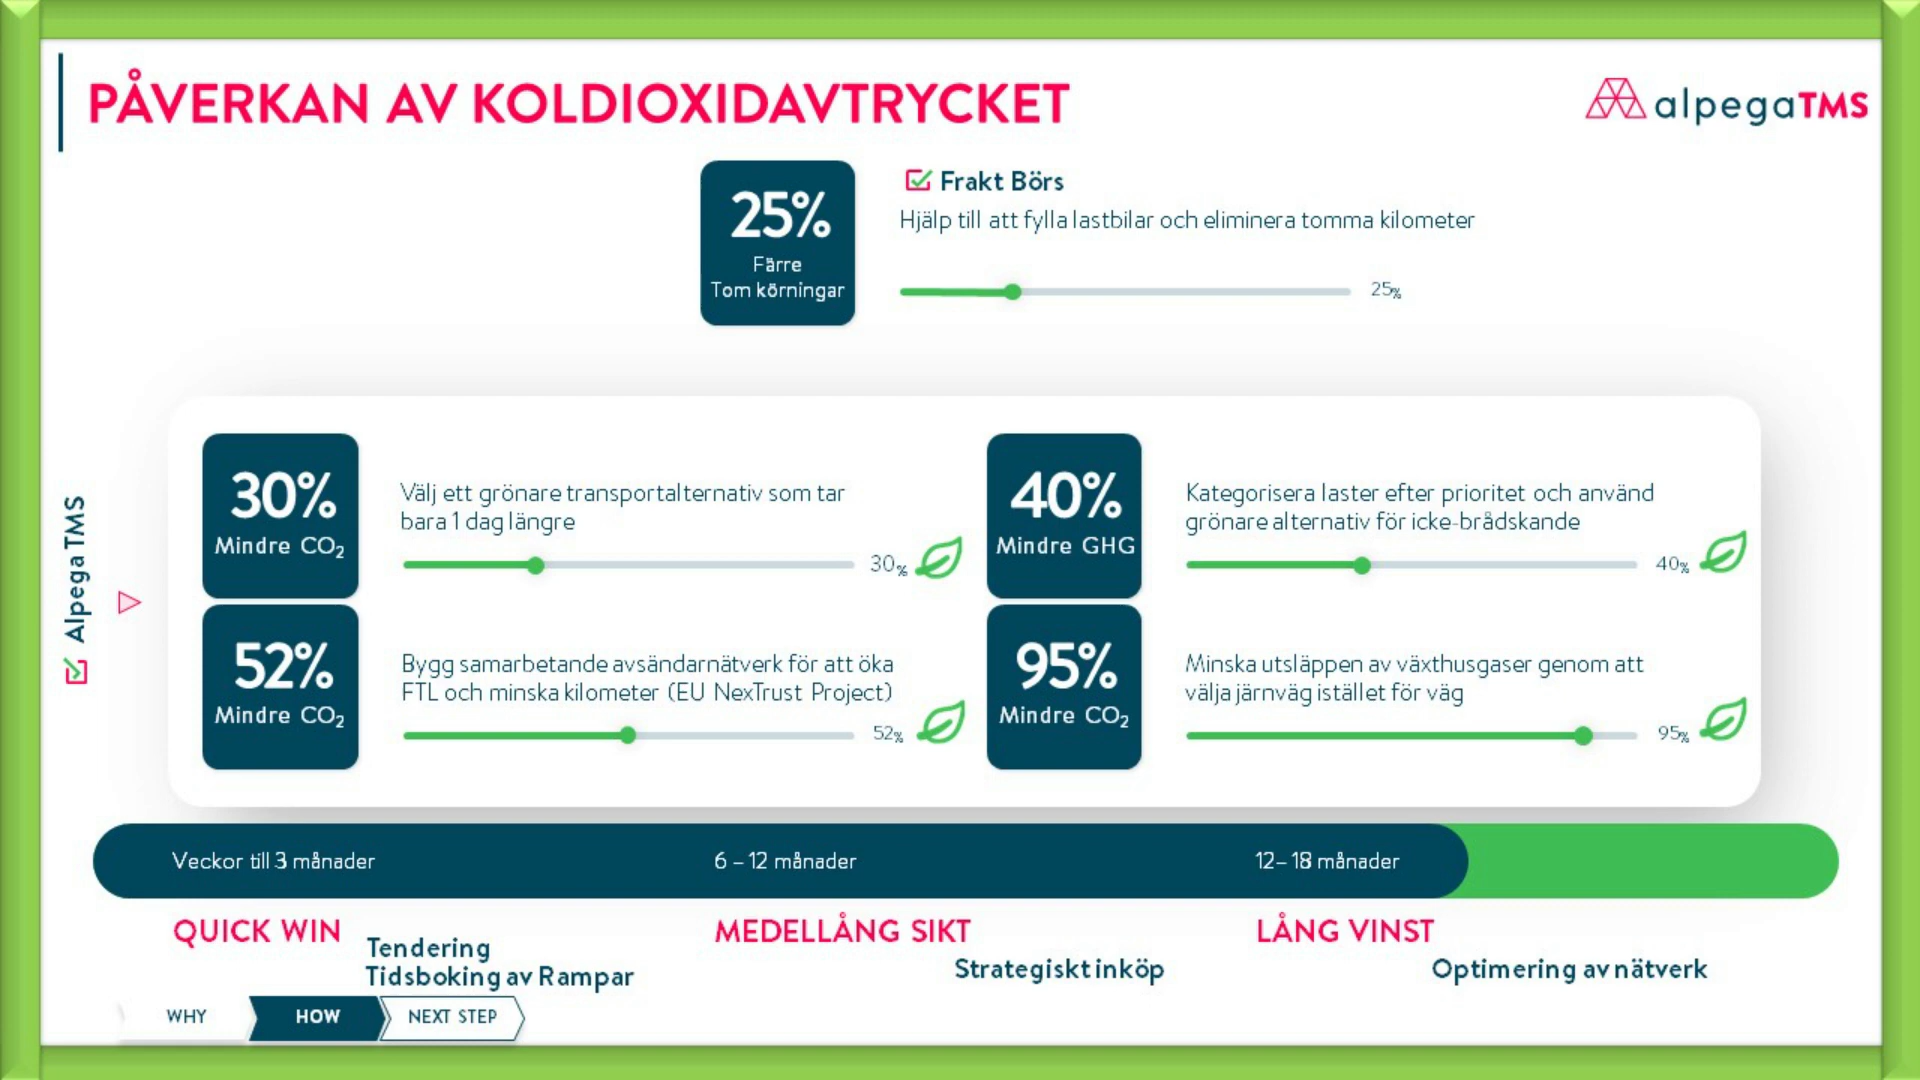 PÅVERKAN AV KOLDIOXIDAVTRYCKET
alpegaTMS
25%
Färre
Tom körningar
Frakt Börs
Hjälp till att fylla lastbilar och eliminera tomma kilometer
25%
Alpega TMS
30%
Mindre CO₂
Välj ett grönare transportalternativ som tar
bara 1 dag längre
30%
40%
Mindre GHG
Kategorisera laster efter prioritet och använd
grönare alternativ för icke-brådskande
40%
52%
Mindre CO₂
Bygg samarbetande avsändarnätverk för att öka
FTL och minska kilometer (EU NexTrust Project)
52%
95%
Mindre CO₂
Minska utsläppen av växthusgaser genom att
välja järnväg istället för väg
95%
Veckor till 3 månader
6 – 12 månader
12– 18 månader
QUICK WIN
Tendering
Tidsboking av Rampar
MEDELLÅNG SIKT
Strategiskt inköp
LÅNG VINST
Optimering av nätverk
WHY
HOW
NEXT STEP